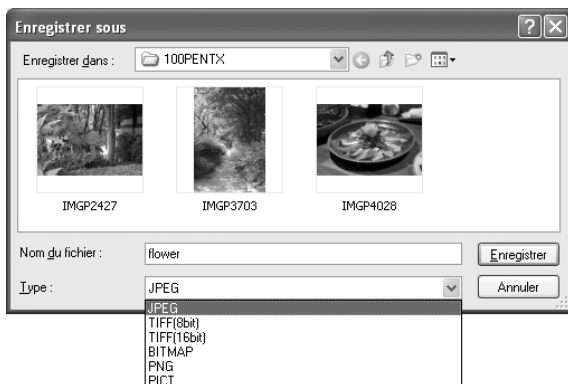 Enregistrer sous
Enregistrer dans : 100PENTX
IMGP2427 IMGP3703 IMGP4028
Nom du fichier : flower Enregistrer
Type : JPEG Annuler
JPEG
TIFF(8bit)
TIFF(16bit)
BITMAP
PNG
PICT